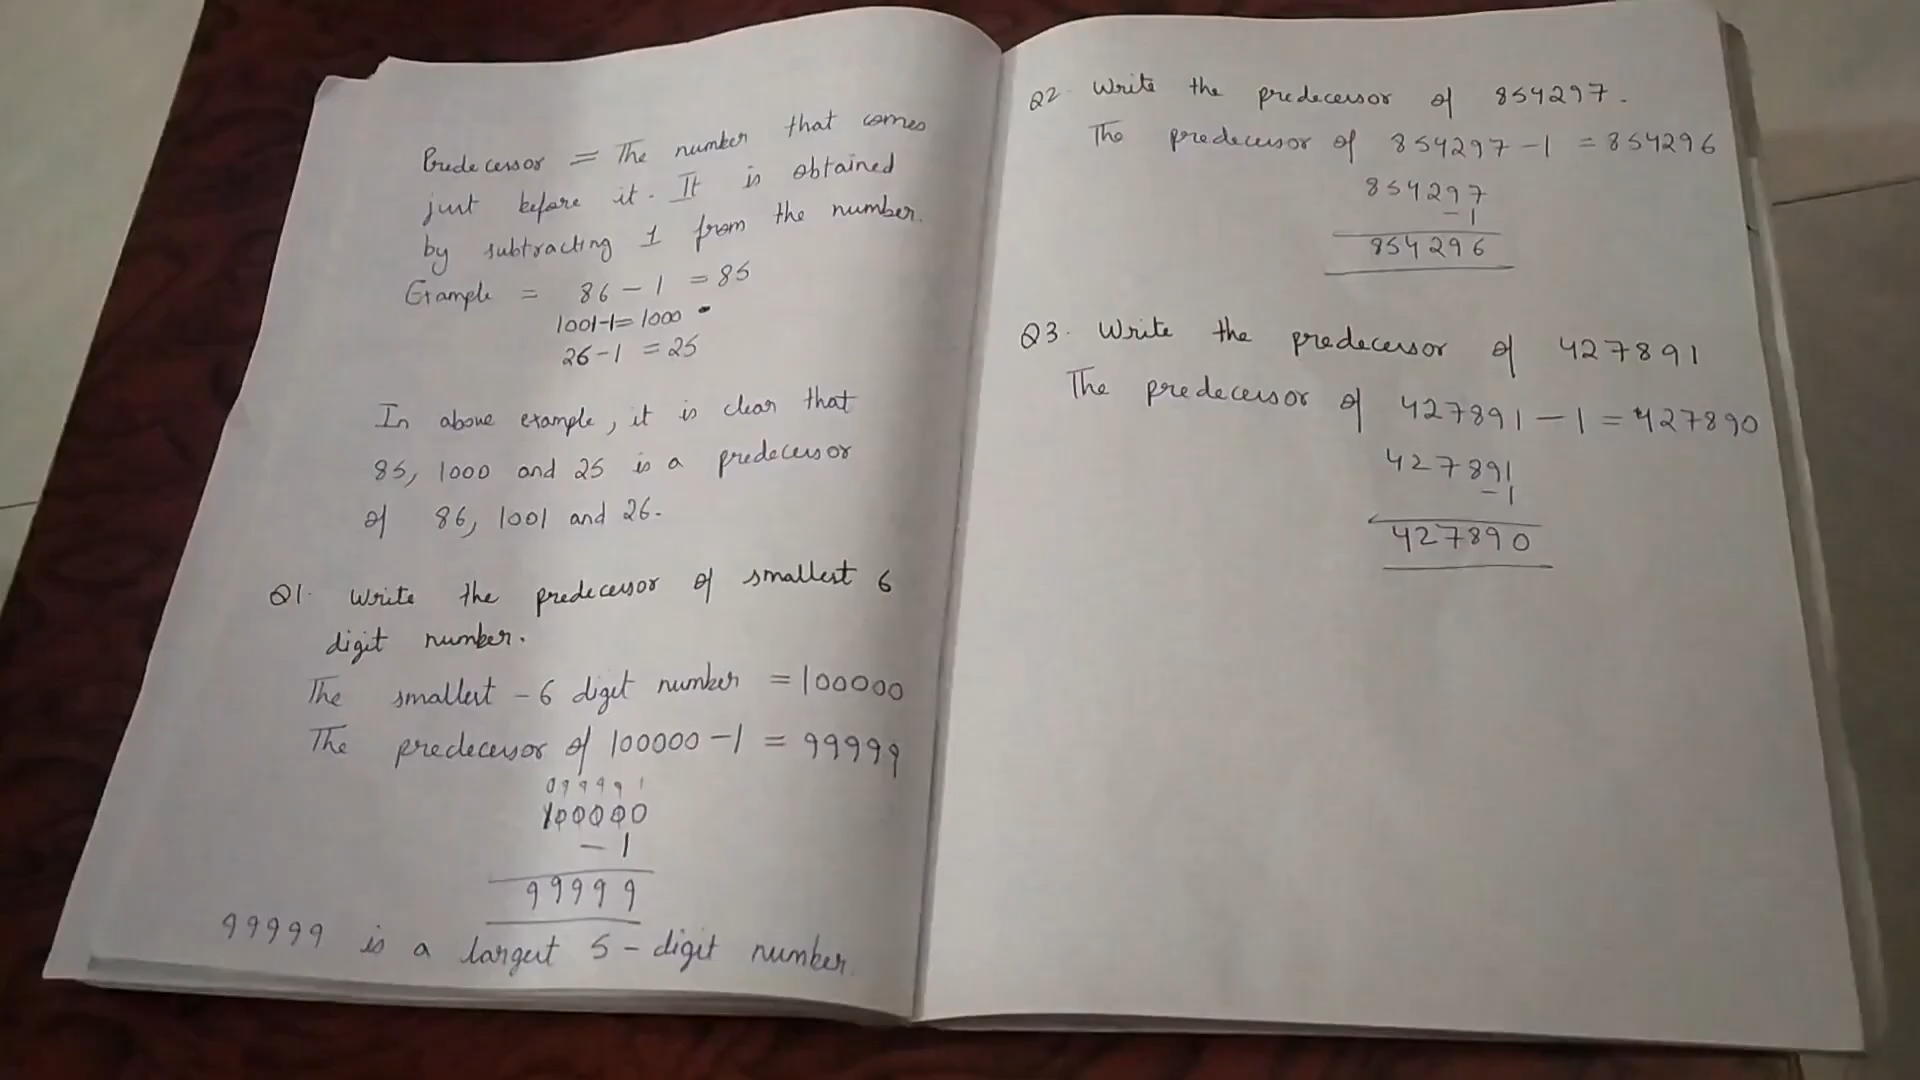 Predecessor = The number that comes
just before it. It is obtained
by subtracting 1 from the number.
Example = 86 - 1 = 85
1001-1= 1000
26-1 = 25
In above example, it is clear that
85, 1000 and 25 is a predecessor
of 86, 1001 and 26.
Q1. Write the predecessor of smallest 6
digit number.
The smallest - 6 digit number = 100000
The predecessor of 100000 - 1 = 99999
099991
100000
- 1
99999
99999 is a largest 5 - digit number.
Q2. Write the predecessor of 854297.
The predecessor of 854297 - 1 = 854296
854297
- 1
854296
Q3. Write the predecessor of 427891
The predecessor of 427891 - 1 = 427890
427891
- 1
427890